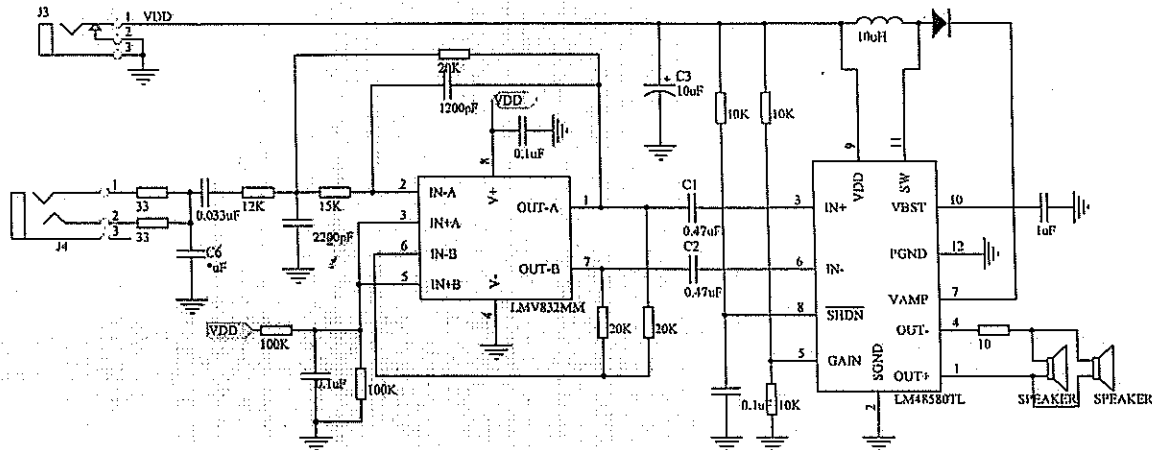 J3
1
VDD
2
3
10uH
20K
C3
10uF
1200pF
VDD
10K
10K
0.1uF
8
9
11
1
33
0.033uF
12K
15K
2
IN-A
V+
OUT-A
1
C1
0.47uF
3
IN+
VDD
SW
VBST
10
1uF
2
3
33
J4
3
IN+A
2200pF
6
IN-B
C2
0.47uF
6
IN-
PGND
12
C6
uF
OUT-B
7
5
IN+B
V-
LMV832MM
4
8
SHDN
VAMP
7
VDD
100K
20K
20K
OUT-
4
10
5
GAIN
SGND
OUT+
1
0.1uF
100K
0.1u
10K
LM48580TL
SPEAKER
SPEAKER
2